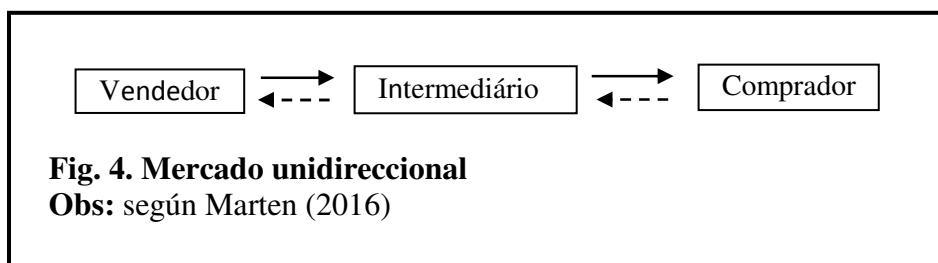 Vendedor Intermediário Comprador
Fig. 4. Mercado unidireccional
Obs: según Marten (2016)